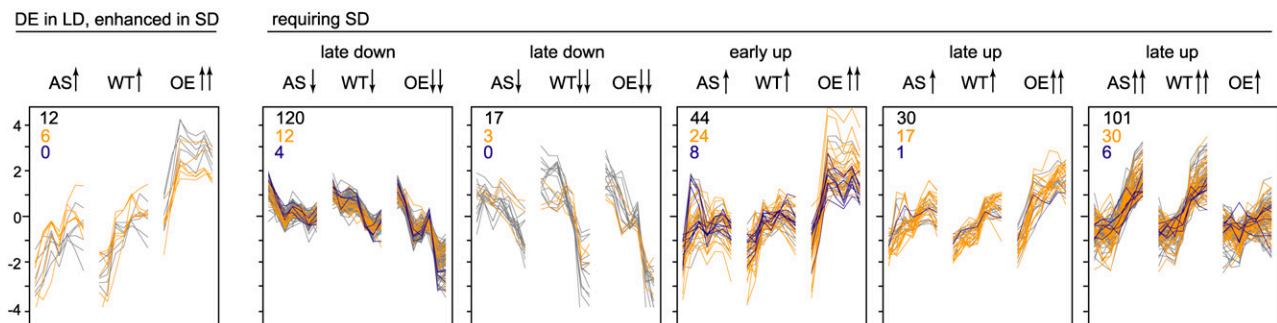 DE in LD, enhanced in SD requiring SD
late down late down early up late up late up
AS↑ WT↑ OE↑↑ AS↓ WT↓ OE↓↓ AS↓ WT↓↓ OE↓↓ AS↑ WT↑ OE↑↑ AS↑ WT↑ OE↑↑ AS↑↑ WT↑↑ OE↑
4 12 120 17 44 30 101
6 12 3 24 17 30
2 0 4 0 8 1 6
0
-2
-4